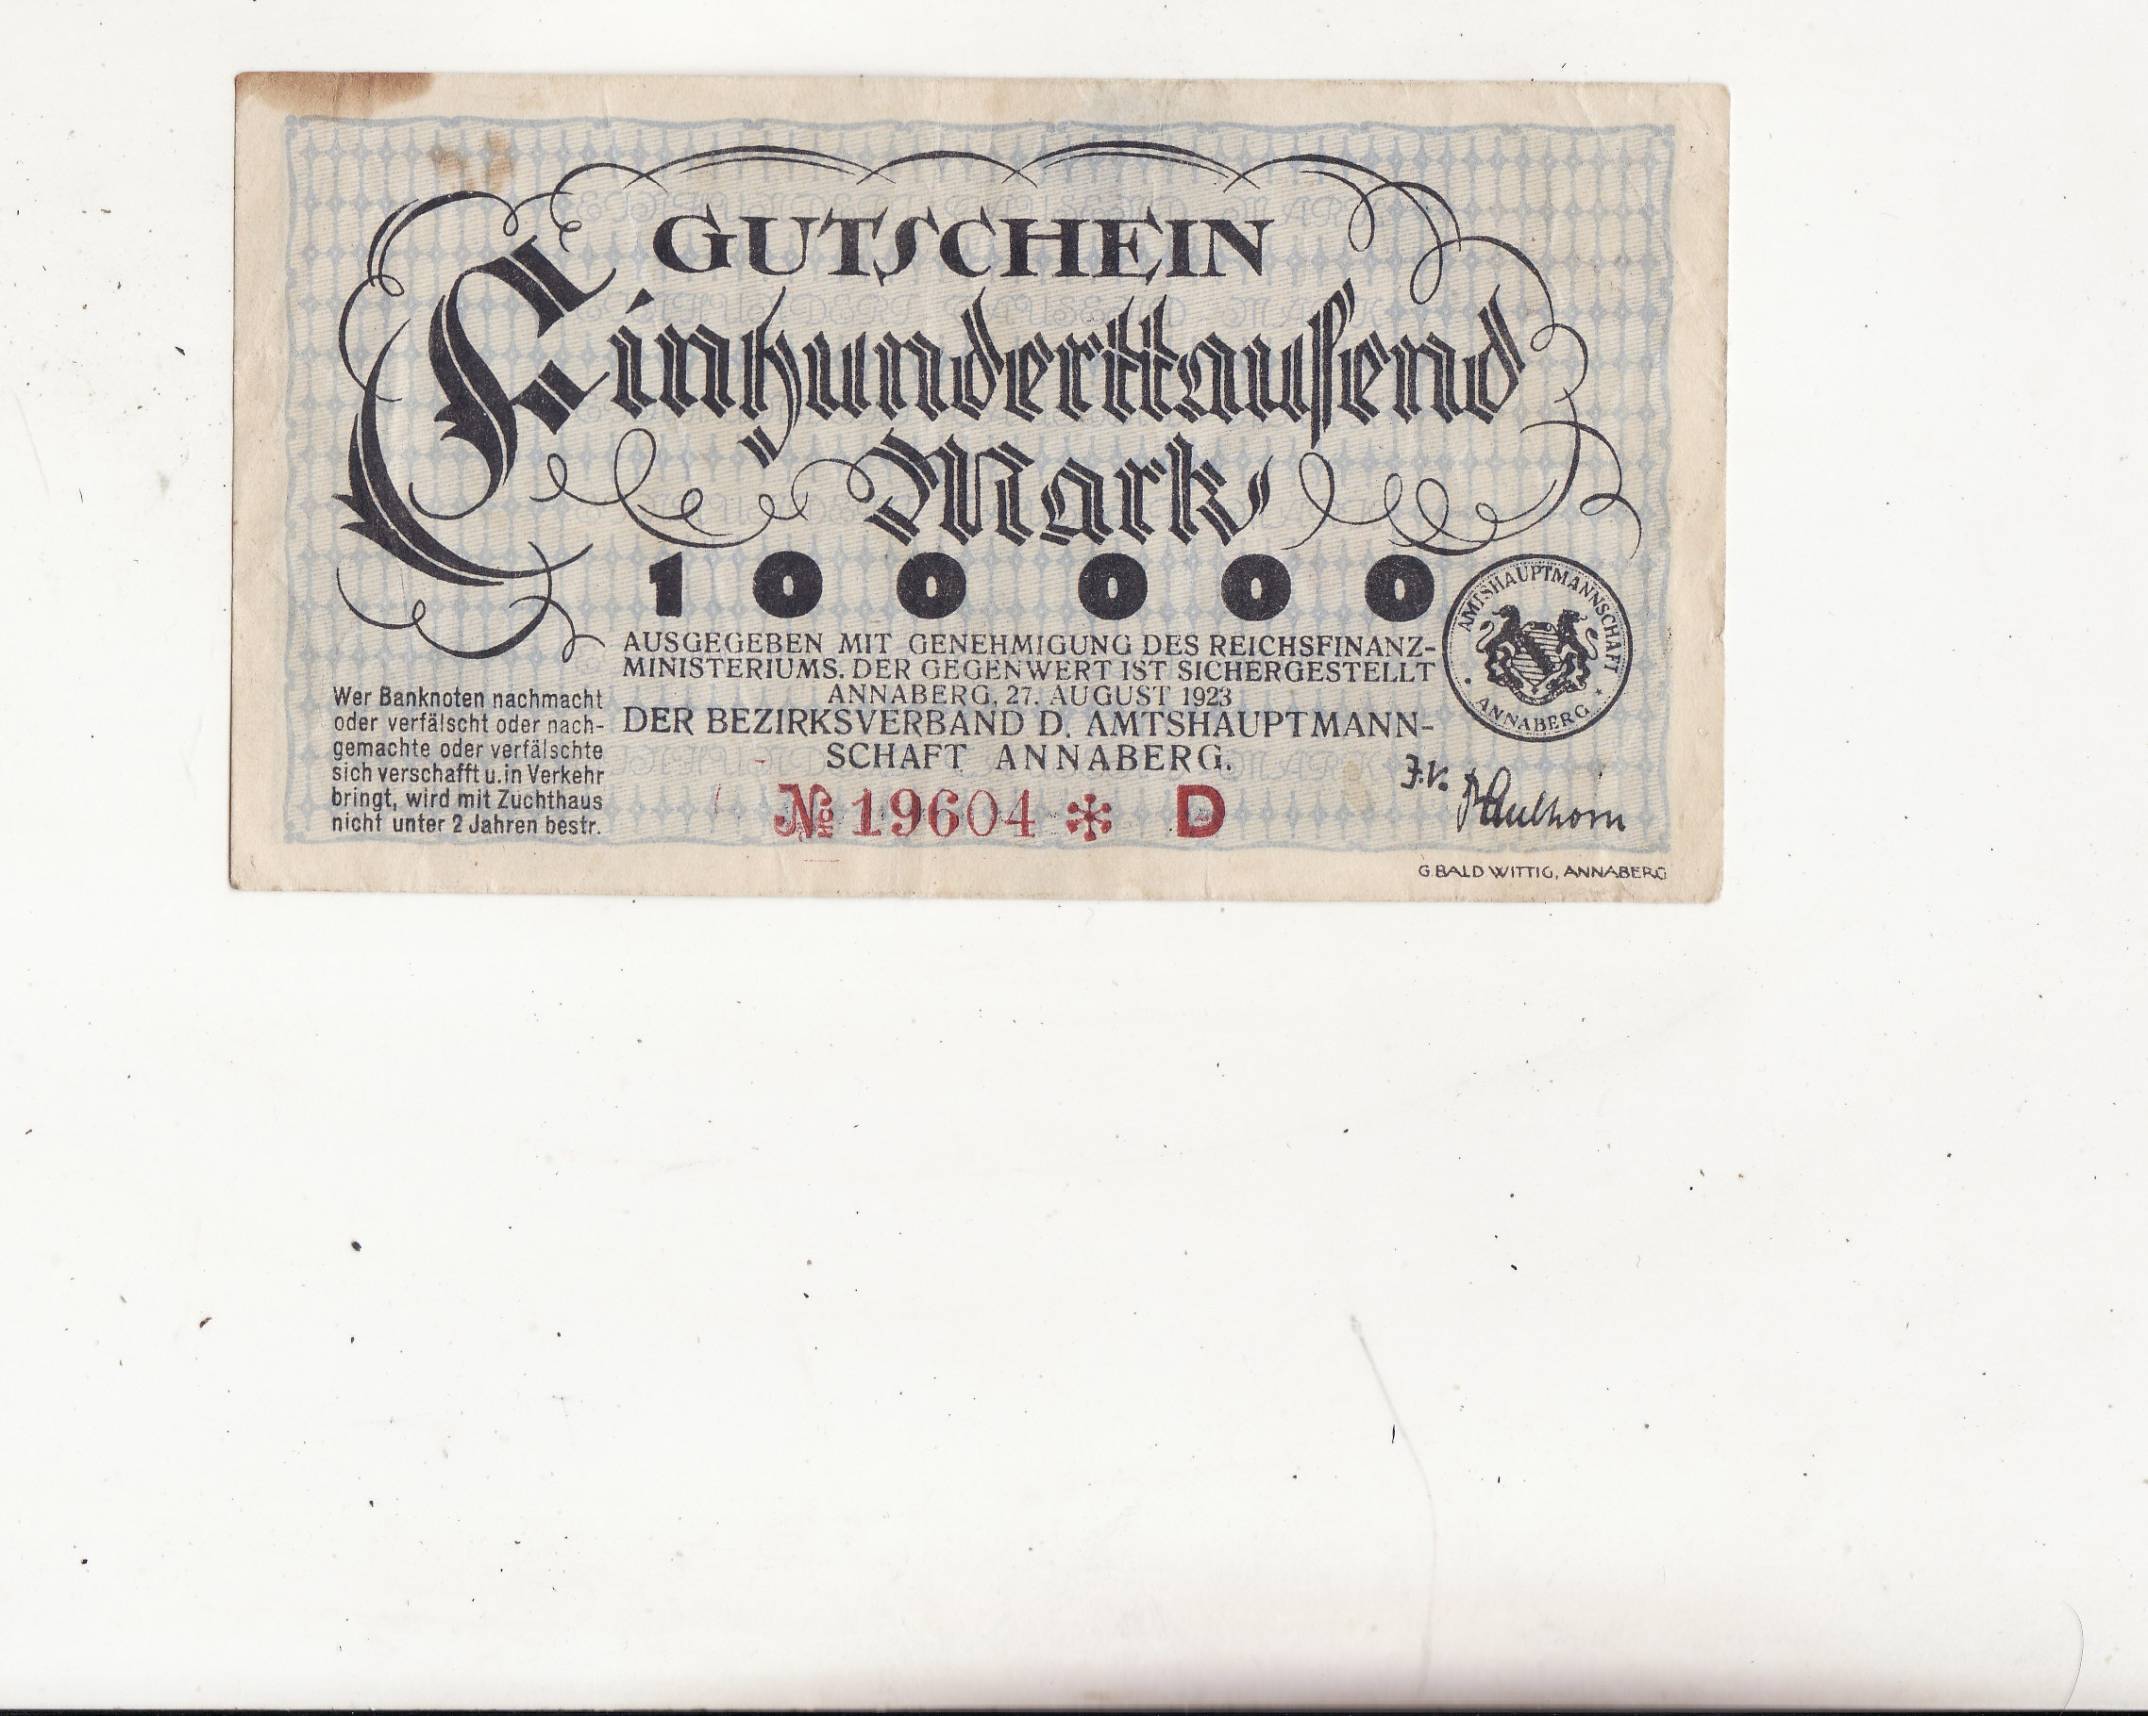 GUTSCHEIN
Einhunderttausend
Mark
100 000
AUSGEGEBEN MIT GENEHMIGUNG DES REICHSFINANZ-
MINISTERIUMS. DER GEGENWERT IST SICHERGESTELLT
ANNABERG, 27. AUGUST 1923
DER BEZIRKSVERBAND D. AMTSHAUPTMANN-
SCHAFT ANNABERG.
Wer Banknoten nachmacht
oder verfälscht oder nach-
gemachte oder verfälschte
sich verschafft u. in Verkehr
bringt, wird mit Zuchthaus
nicht unter 2 Jahren bestr.
№ 19604 * D
AMTSHAUPTMANNSCHAFT
• ANNABERG *
J.V.
G. BALD WITTIG, ANNABERG